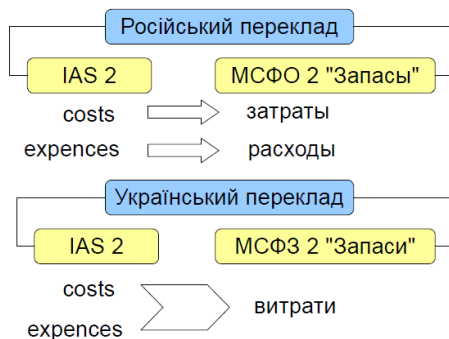 Російський переклад
IAS 2
МСФО 2 "Запасы"
costs
затраты
expences
расходы
Український переклад
IAS 2
МСФЗ 2 "Запаси"
costs
витрати
expences